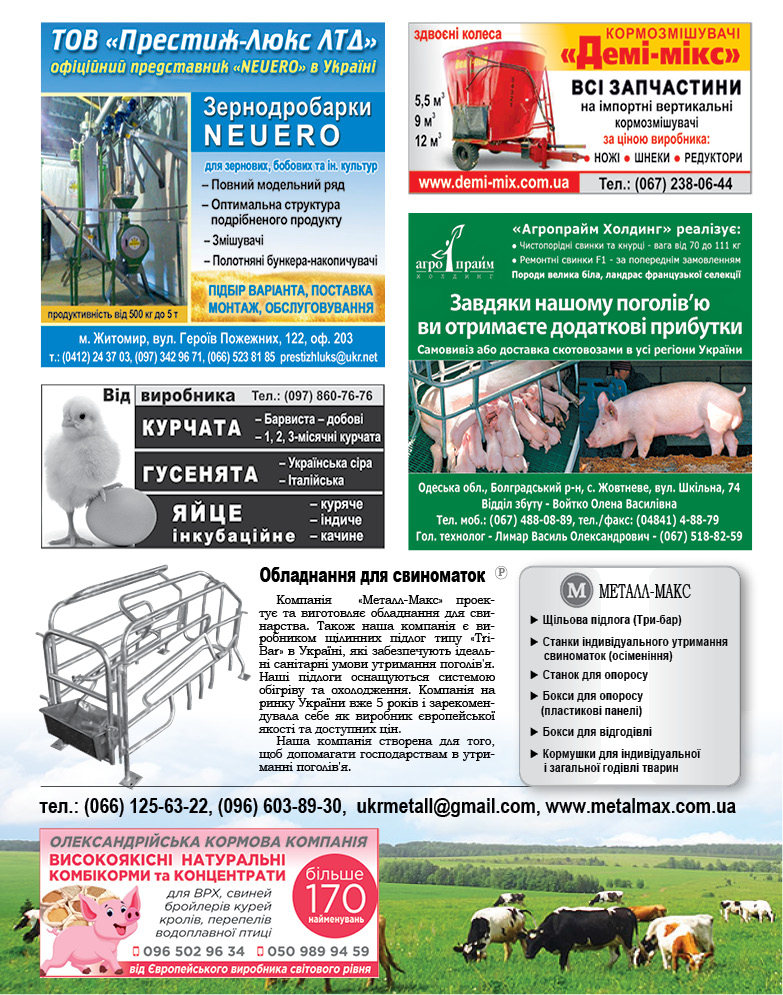 ТОВ «Престиж-Люкс ЛТД»
офіційний представник «NEUERO» в Україні
Зернодробарки
NEUERO
для зернових, бобових та ін. культур
– Повний модельний ряд
– Оптимальна структура
подрібненого продукту
– Змішувачі
– Полотняні бункера-накопичувачі
ПІДБІР ВАРІАНТА, ПОСТАВКА
МОНТАЖ, ОБСЛУГОВУВАННЯ
продуктивність від 500 кг до 5 т
м. Житомир, вул. Героїв Пожежних, 122, оф. 203
т.: (0412) 24 37 03, (097) 342 96 71, (066) 523 81 85 prestizhluks@ukr.net
здвоєні колеса
КОРМОЗМІШУВАЧІ
«Демі-мікс»
5,5 м³
9 м³
12 м³
ВСІ ЗАПЧАСТИНИ
на імпортні вертикальні
кормозмішувачі
за ціною виробника:
● НОЖІ ● ШНЕКИ ● РЕДУКТОРИ
www.demi-mix.com.ua Тел.: (067) 238-06-44
агро прайм
холдинг
«Агропрайм Холдинг» реалізує:
• Чистопорідні свинки та кнурці - вага від 70 до 111 кг
• Ремонтні свинки F1 - за попереднім замовленням
Породи велика біла, ландрас французької селекції
Завдяки нашому поголів'ю
ви отримаєте додаткові прибутки
Самовивіз або доставка скотовозами в усі регіони України
Одеська обл., Болградський р-н, с. Жовтневе, вул. Шкільна, 74
Відділ збуту - Войтко Олена Василівна
Тел. моб.: (067) 488-08-89, тел./факс: (04841) 4-88-79
Гол. технолог - Лимар Василь Олександрович - (067) 518-82-59
Від виробника Тел.: (097) 860-76-76
КУРЧАТА – Барвиста – добові
– 1, 2, 3-місячні курчата
ГУСЕНЯТА – Українська сіра
– Італійська
ЯЙЦЕ
інкубаційне
– куряче
– індиче
– качине
Обладнання для свиноматок Ⓟ
Компанія «Металл-Макс» проек-
тує та виготовляє обладнання для сви-
нарства. Також наша компанія є ви-
робником щілинних підлог типу «Tri-
Bar» в Україні, які забезпечують ідеаль-
ні санітарні умови утримання поголів'я.
Наші підлоги оснащуються системою
обігріву та охолодження. Компанія на
ринку України вже 5 років і зарекомен-
дувала себе як виробник європейської
якості та доступних цін.
Наша компанія створена для того,
щоб допомагати господарствам в утри-
манні поголів'я.
М МЕТАЛЛ-МАКС
▶ Щільова підлога (Три-бар)
▶ Станки індивідуального утримання
свиноматок (осіменіння)
▶ Станок для опоросу
▶ Бокси для опоросу
(пластикові панелі)
▶ Бокси для відгодівлі
▶ Кормушки для індивідуальної
і загальної годівлі тварин
тел.: (066) 125-63-22, (096) 603-89-30, ukrmetall@gmail.com, www.metalmax.com.ua
ОЛЕКСАНДРІЙСЬКА КОРМОВА КОМПАНІЯ
ВИСОКОЯКІСНІ НАТУРАЛЬНІ
КОМБІКОРМИ та КОНЦЕНТРАТИ
для ВРХ, свиней
бройлерів курей
кролів, перепелів
водоплавної птиці
більше
170
найменувань
096 502 96 34 050 989 94 59
від Європейського виробника світового рівня